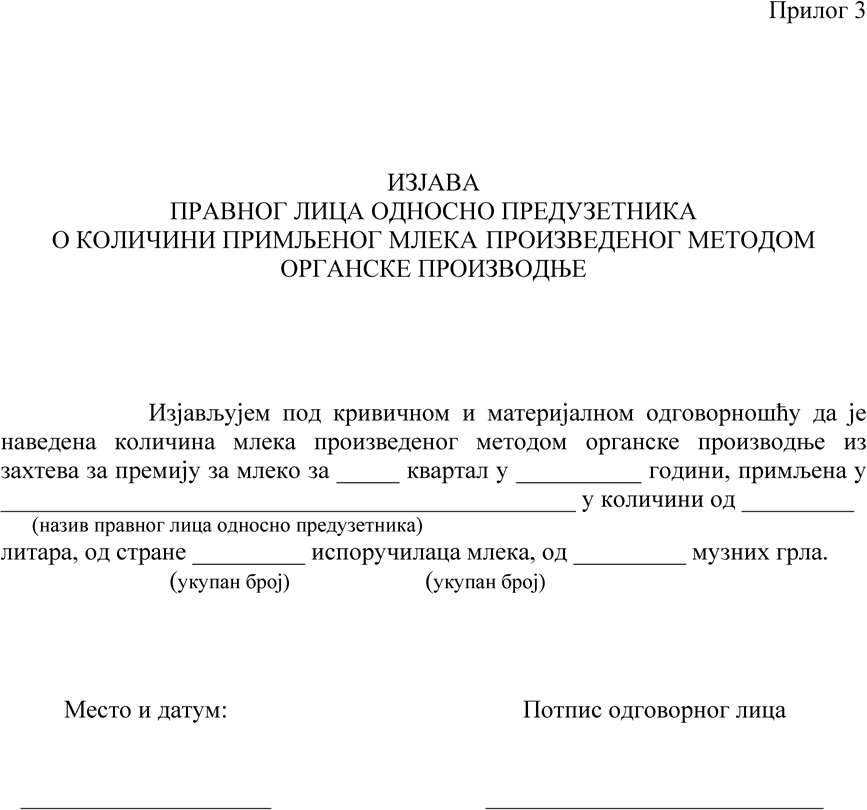 Прилог 3
ИЗЈАВА
ПРАВНОГ ЛИЦА ОДНОСНО ПРЕДУЗЕТНИКА
О КОЛИЧИНИ ПРИМЉЕНОГ МЛЕКА ПРОИЗВЕДЕНОГ МЕТОДОМ
ОРГАНСКЕ ПРОИЗВОДЊЕ
Изјављујем под кривичном и материјалном одговорношћу да је
наведена количина млека произведеног методом органске производње из
захтева за премију за млеко за _____ квартал у __________ години, примљена у
______________________________________________ у количини од _________
(назив правног лица односно предузетника)
литара, од стране _________ испоручилаца млека, од _________ музних грла.
(укупан број) (укупан број)
Место и датум: Потпис одговорног лица
____________________ ___________________________